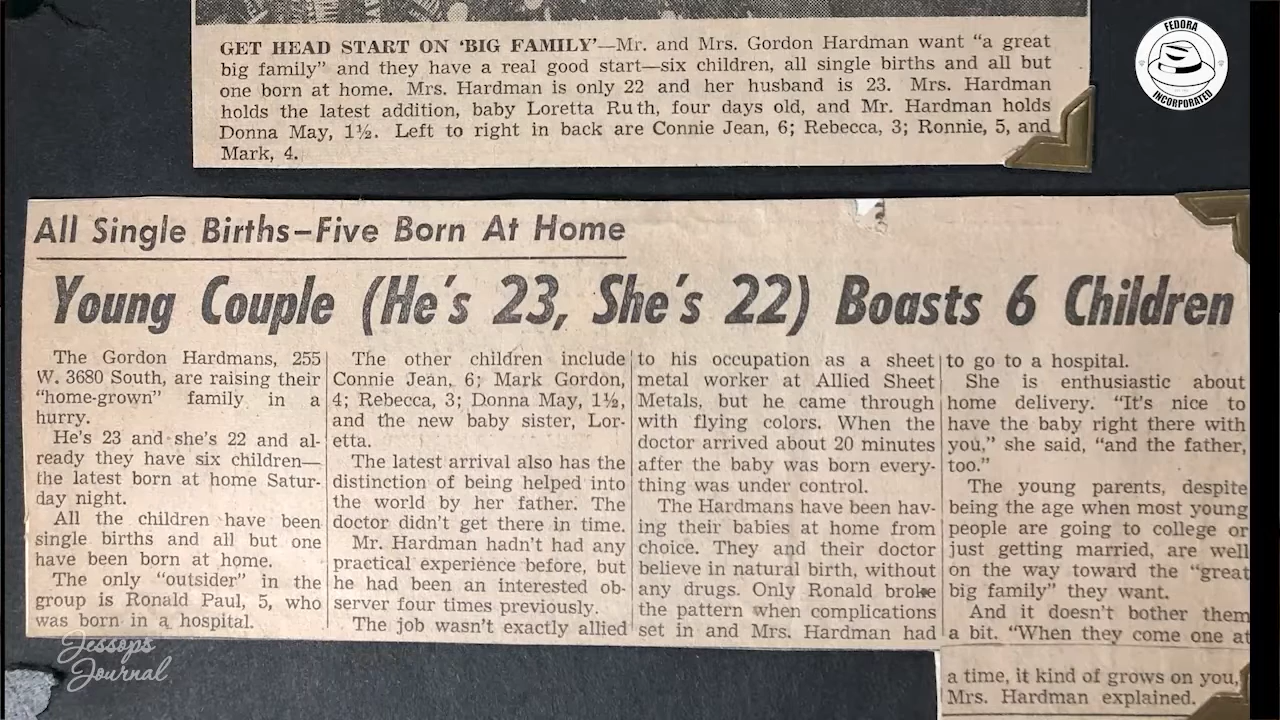 GET HEAD START ON ‘BIG FAMILY’—Mr. and Mrs. Gordon Hardman want “a great
big family” and they have a real good start—six children, all single births and all but
one born at home. Mrs. Hardman is only 22 and her husband is 23. Mrs. Hardman
holds the latest addition, baby Loretta Ruth, four days old, and Mr. Hardman holds
Donna May, 1½. Left to right in back are Connie Jean, 6; Rebecca, 3; Ronnie, 5, and
Mark, 4.
FEDORA
INCORPORATED
All Single Births—Five Born At Home
Young Couple (He’s 23, She’s 22) Boasts 6 Children
The Gordon Hardmans, 255
W. 3680 South, are raising their
“home-grown” family in a
hurry.
He’s 23 and she’s 22 and al-
ready they have six children—
the latest born at home Satur-
day night.
All the children have been
single births and all but one
have been born at home.
The only “outsider” in the
group is Ronald Paul, 5, who
was born in a hospital.
The other children include
Connie Jean, 6; Mark Gordon,
4; Rebecca, 3; Donna May, 1½,
and the new baby sister, Lor-
etta.
The latest arrival also has the
distinction of being helped into
the world by her father. The
doctor didn’t get there in time.
Mr. Hardman hadn’t had any
practical experience before, but
he had been an interested ob-
server four times previously.
The job wasn’t exactly allied
to his occupation as a sheet
metal worker at Allied Sheet
Metals, but he came through
with flying colors. When the
doctor arrived about 20 minutes
after the baby was born every-
thing was under control.
The Hardmans have been hav-
ing their babies at home from
choice. They and their doctor
believe in natural birth, without
any drugs. Only Ronald broke
the pattern when complications
set in and Mrs. Hardman had
to go to a hospital.
She is enthusiastic about
home delivery. “It’s nice to
have the baby right there with
you,” she said, “and the father,
too.”
The young parents, despite
being the age when most young
people are going to college or
just getting married, are well
on the way toward the “great
big family” they want.
And it doesn’t bother them
a bit. “When they come one at
a time, it kind of grows on you,
Mrs. Hardman explained.
Jessops
Journal